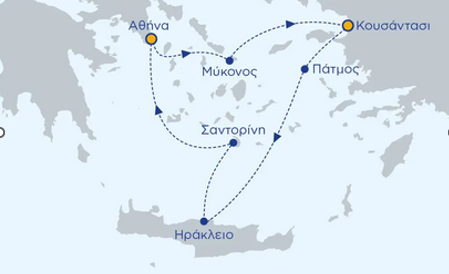 Αθήνα
Κουσάντασι
Μύκονος
Πάτμος
Σαντορίνη
Ηράκλειο